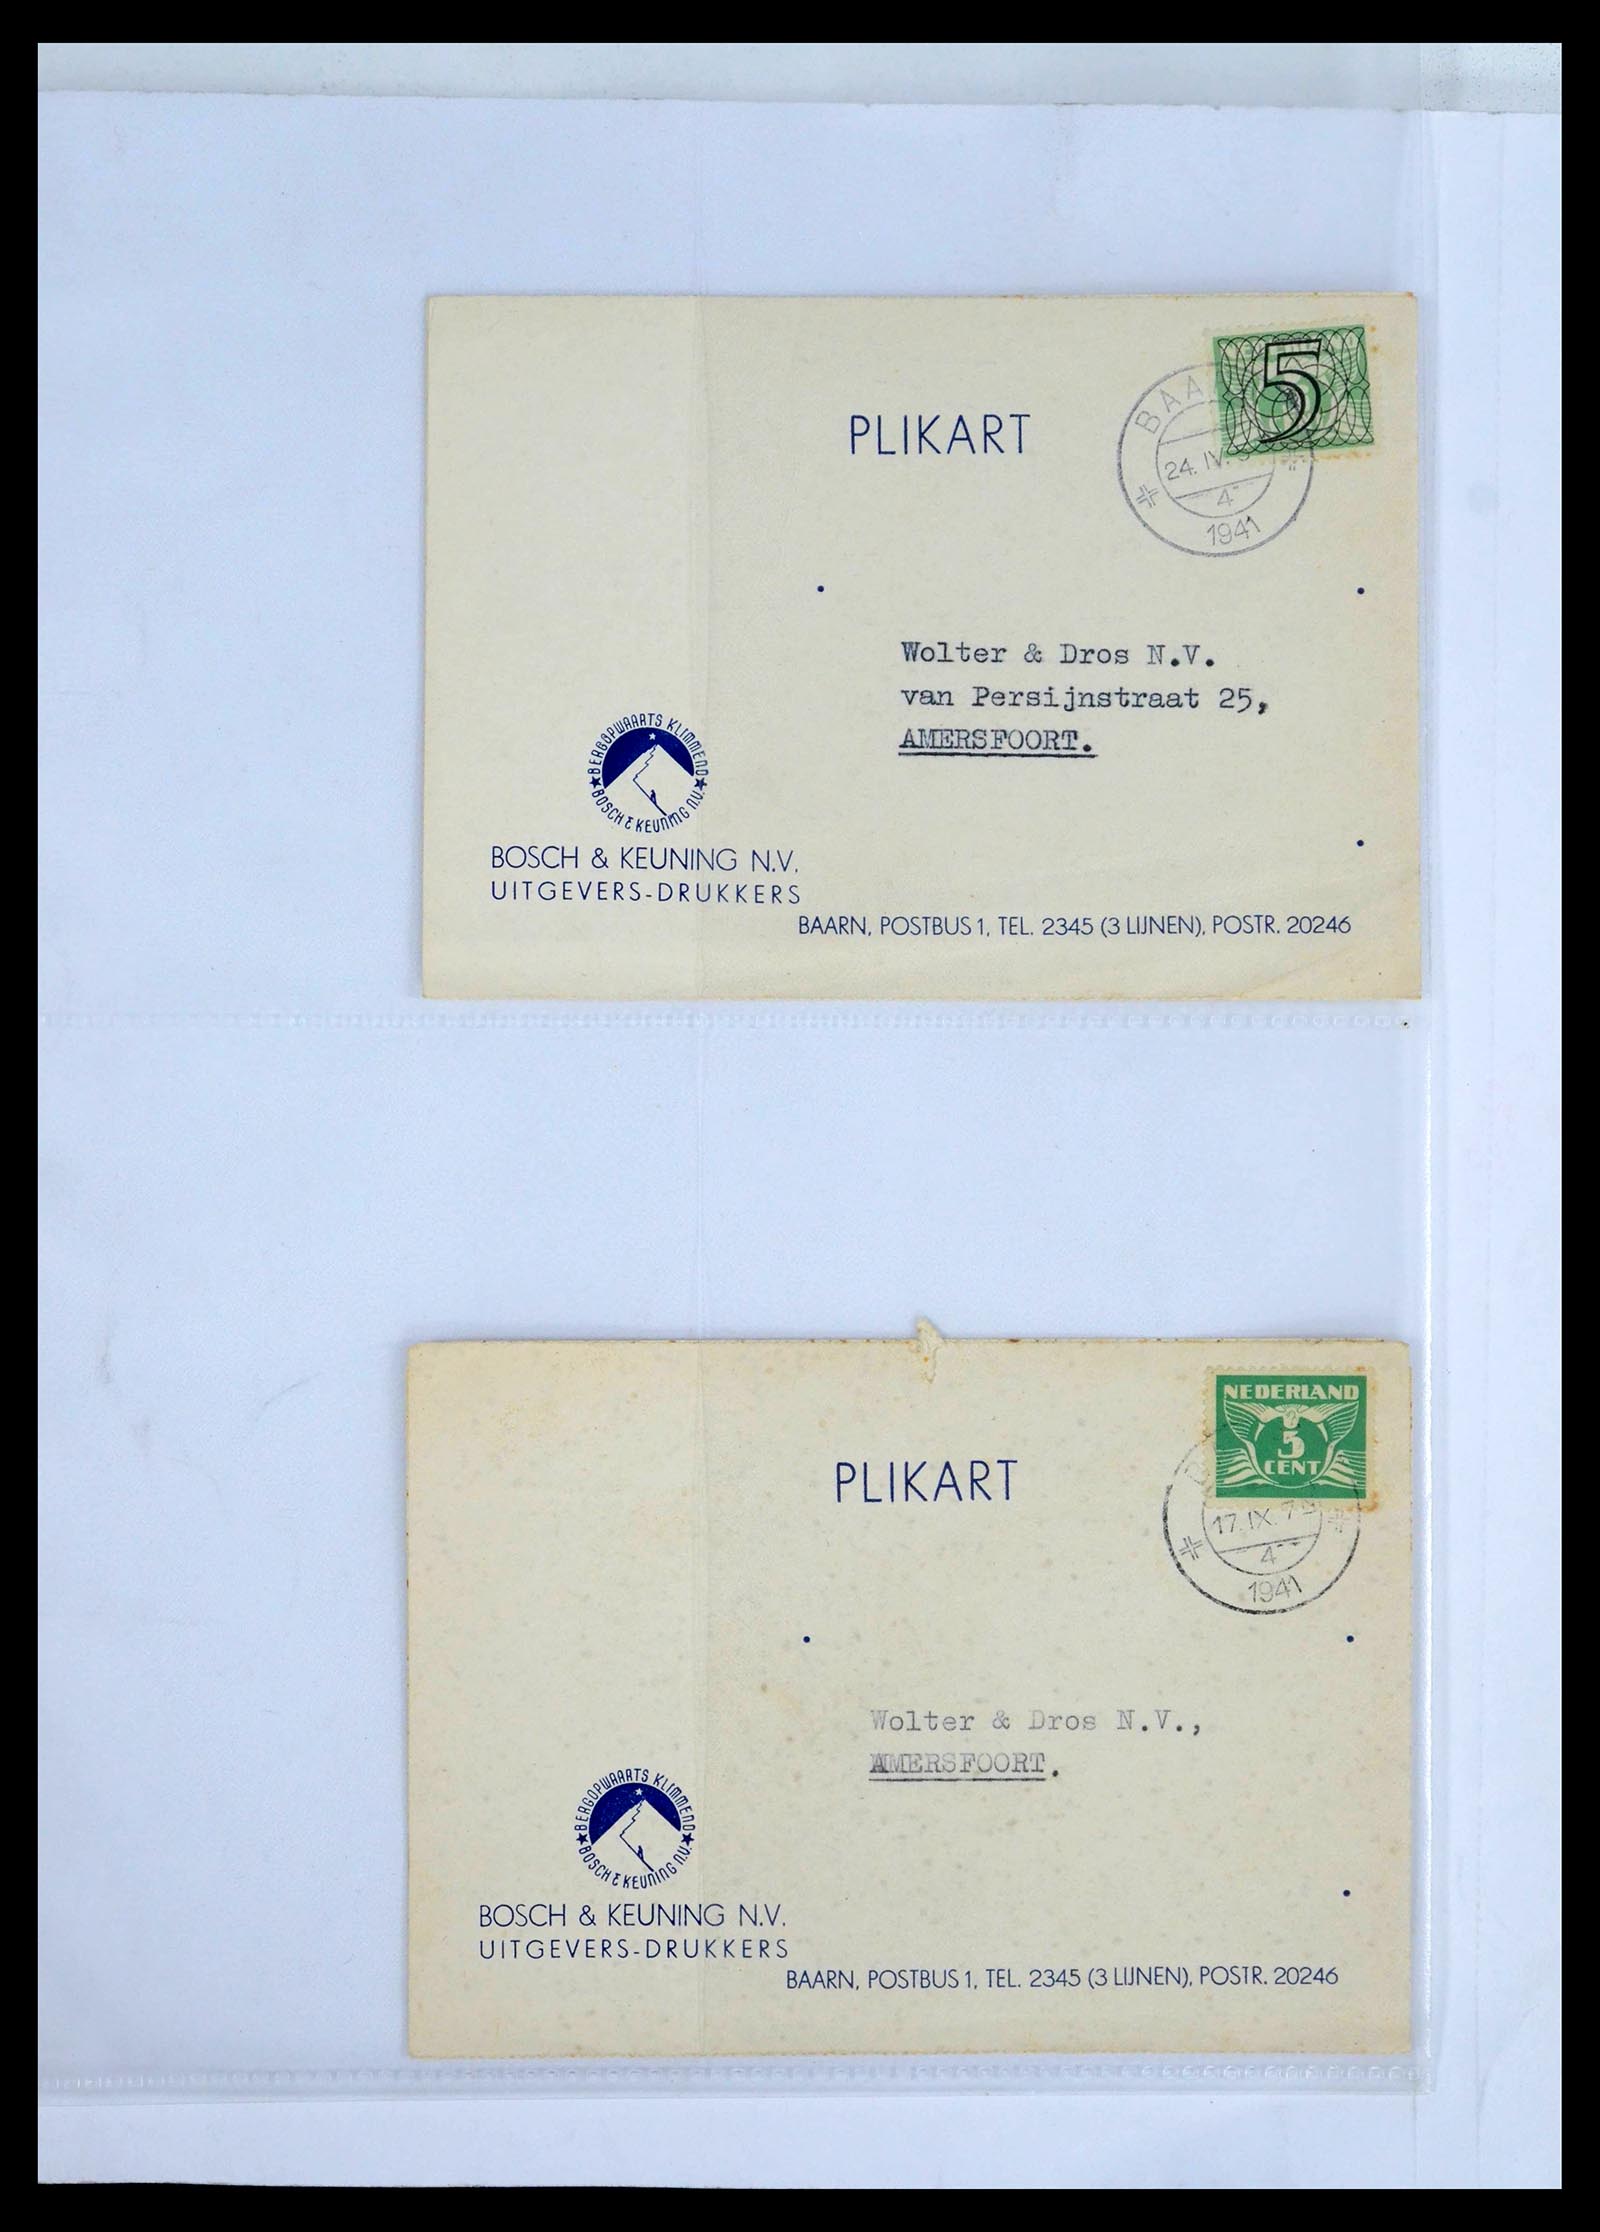 5
24. IV.
4
1941
PLIKART
Wolter & Dros N.V.
van Persijnstraat 25,
AMERSFOORT.
BERGOPWAARTS KLIMMEND
BOSCH & KEUNING N.V.
BOSCH & KEUNING N.V.
UITGEVERS-DRUKKERS
BAARN, POSTBUS 1, TEL. 2345 (3 LIJNEN), POSTR. 20246
NEDERLAND
5
CENT
17. IX.
4
1941
PLIKART
Wolter & Dros N.V.,
AMERSFOORT.
BERGOPWAARTS KLIMMEND
BOSCH & KEUNING N.V.
BOSCH & KEUNING N.V.
UITGEVERS-DRUKKERS
BAARN, POSTBUS 1, TEL. 2345 (3 LIJNEN), POSTR. 20246